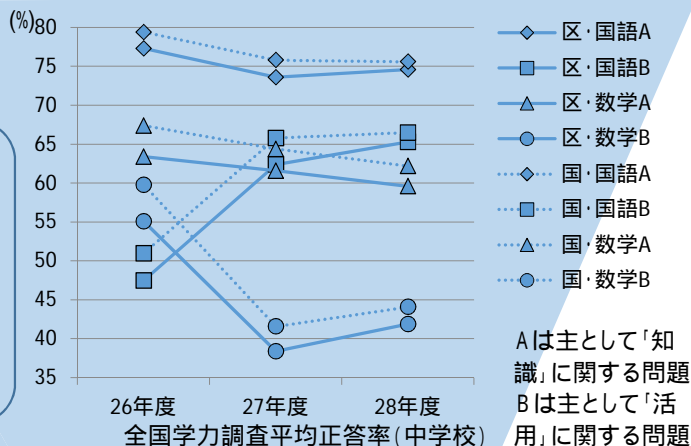 (%)
80
75
70
65
60
55
50
45
40
35
26年度 27年度 28年度
全国学力調査平均正答率(中学校)
区・国語A
区・国語B
区・数学A
区・数学B
国・国語A
国・国語B
国・数学A
国・数学B
Aは主として「知
識」に関する問題
Bは主として「活
用」に関する問題